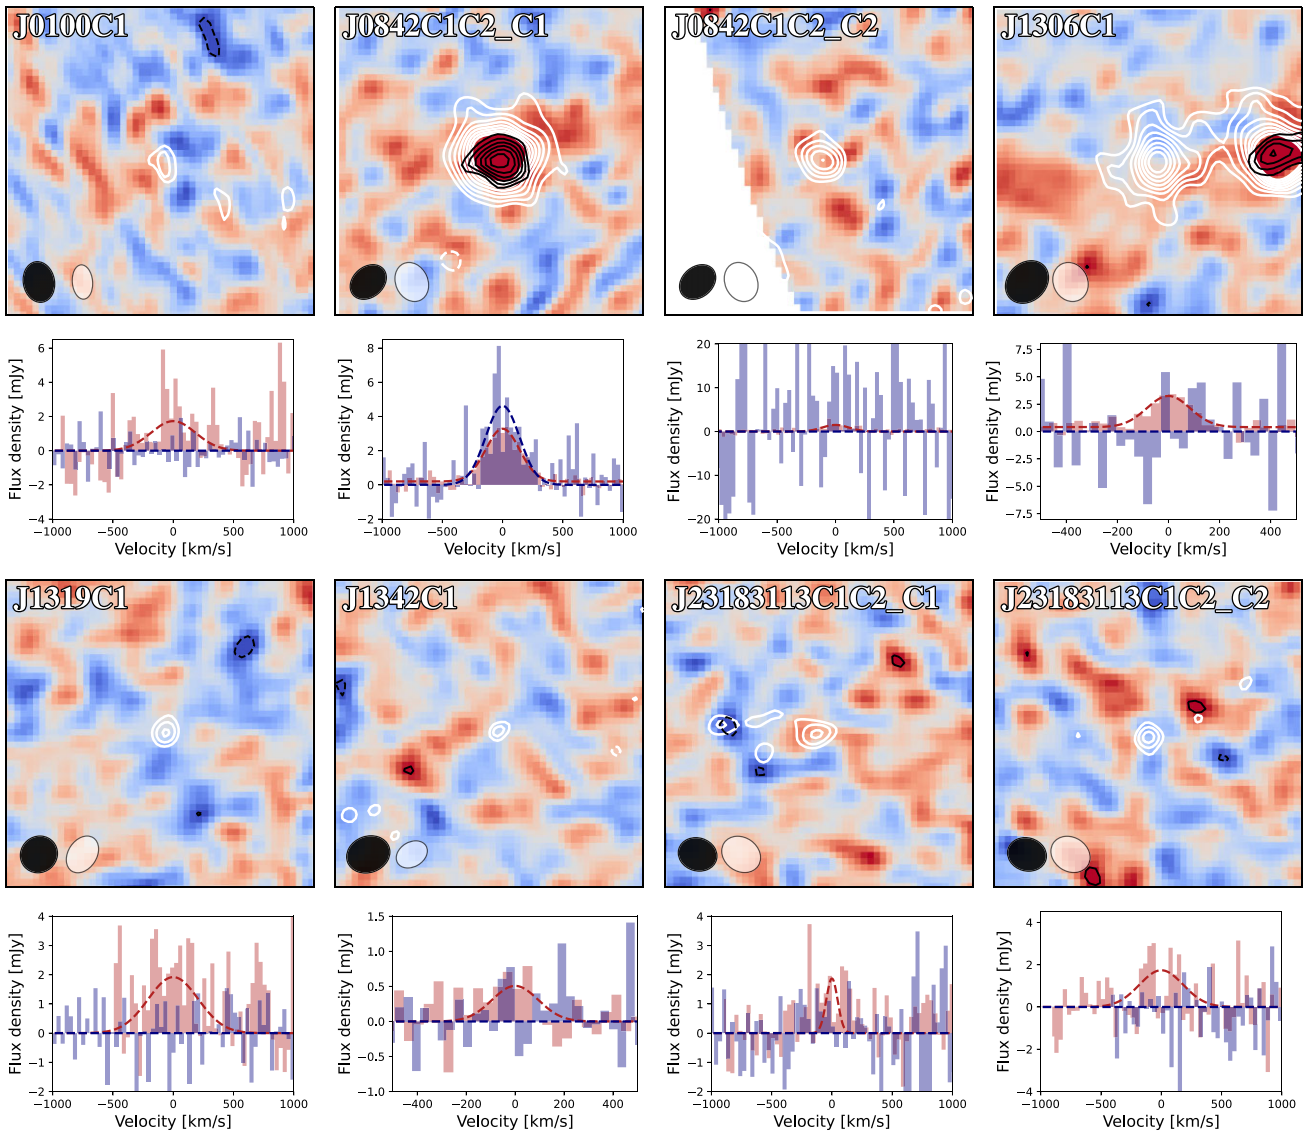 J0100C1
J0842C1C2_C1
J0842C1C2_C2
J1306C1
Flux density [mJy]
6
4
2
0
−2
−4
−1000 −500 0 500 1000
Velocity [km/s]
Flux density [mJy]
8
6
4
2
0
−2
−1000 −500 0 500 1000
Velocity [km/s]
Flux density [mJy]
20
10
0
−10
−20
−1000 −500 0 500 1000
Velocity [km/s]
Flux density [mJy]
7.5
5.0
2.5
0.0
−2.5
−5.0
−7.5
−400 −200 0 200 400
Velocity [km/s]
J1319C1
J1342C1
J23183113C1C2_C1
J23183113C1C2_C2
Flux density [mJy]
4
3
2
1
0
−1
−2
−1000 −500 0 500 1000
Velocity [km/s]
Flux density [mJy]
1.5
1.0
0.5
0.0
−0.5
−1.0
−400 −200 0 200 400
Velocity [km/s]
Flux density [mJy]
4
3
2
1
0
−1
−2
−1000 −500 0 500 1000
Velocity [km/s]
Flux density [mJy]
4
2
0
−2
−4
−1000 −500 0 500 1000
Velocity [km/s]